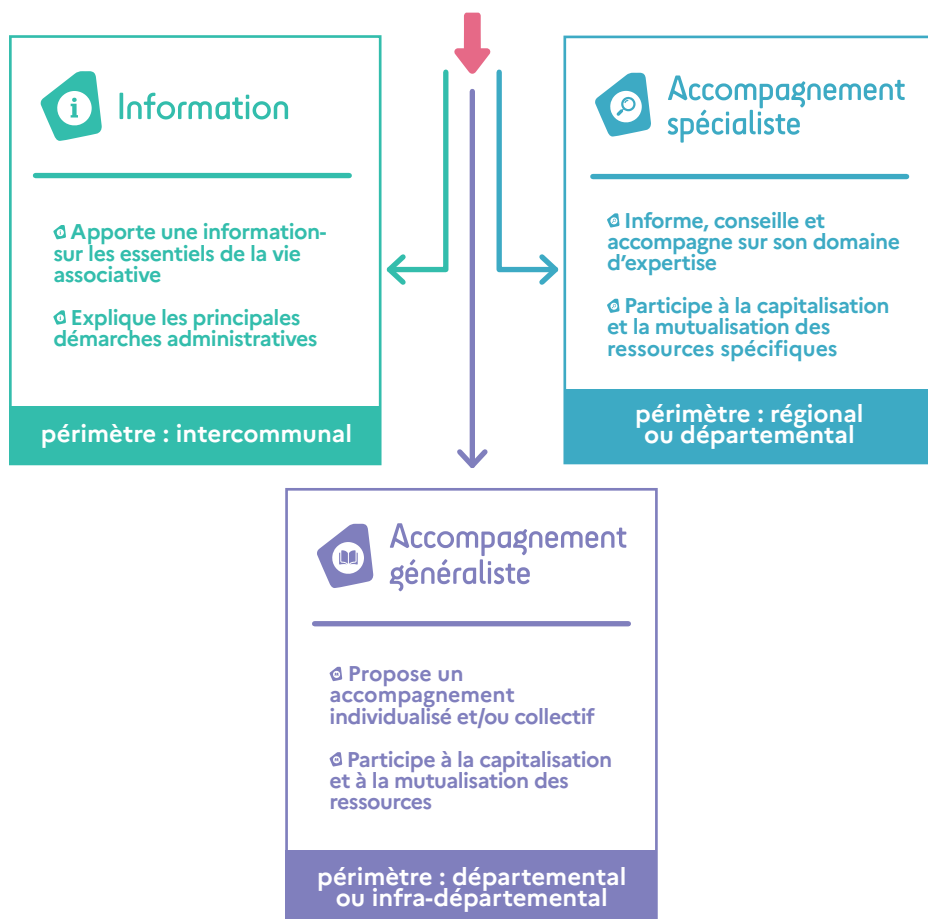 Information
Apporte une information-
sur les essentiels de la vie
associative
Explique les principales
démarches administratives
périmètre : intercommunal
Accompagnement
spécialiste
Informe, conseille et
accompagne sur son domaine
d'expertise
Participe à la capitalisation
et la mutualisation des
ressources spécifiques
périmètre : régional
ou départemental
Accompagnement
généraliste
Propose un
accompagnement
individualisé et/ou collectif
Participe à la capitalisation
et à la mutualisation des
ressources
périmètre : départemental
ou infra-départemental